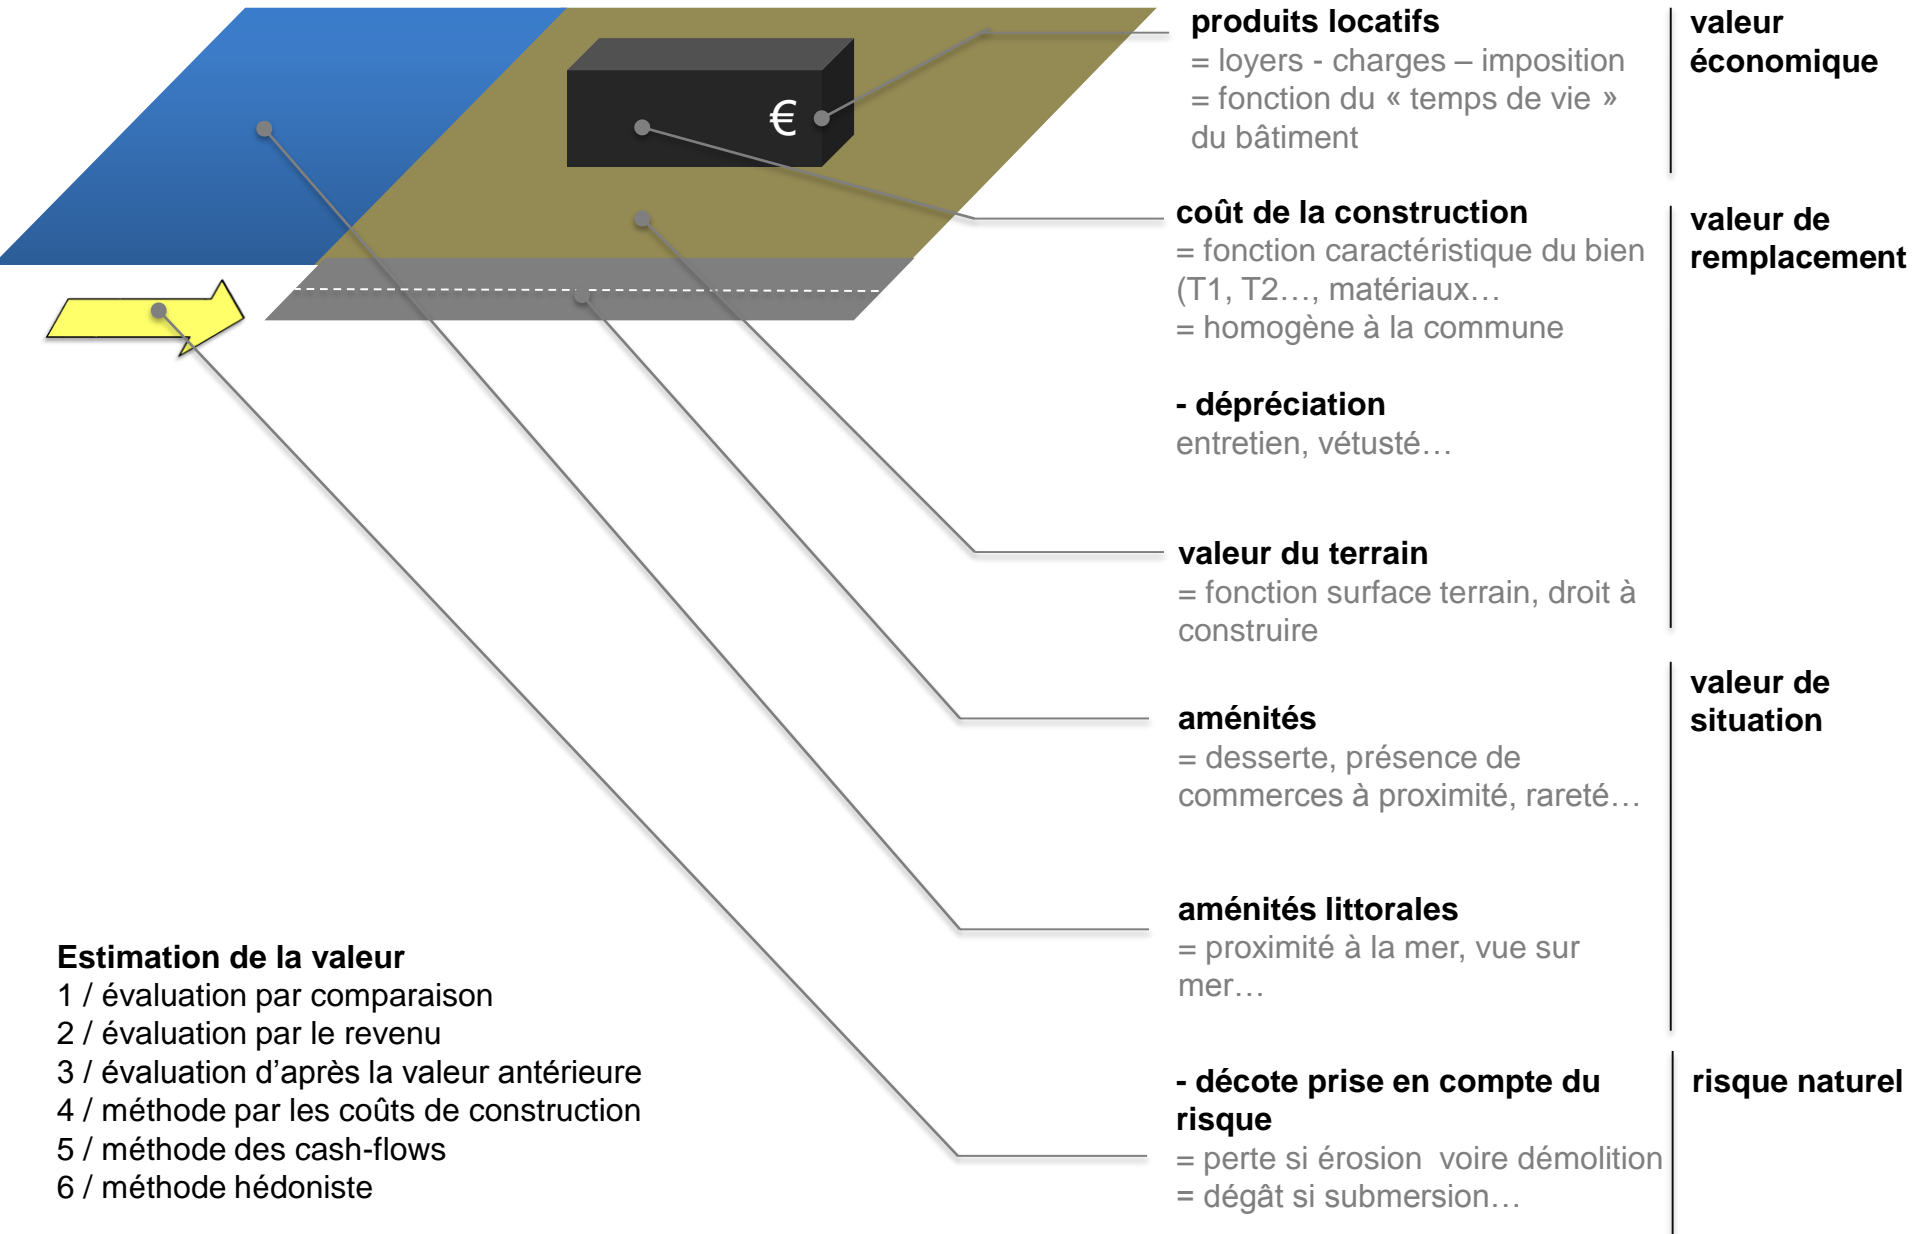 produits locatifs
= loyers - charges – imposition
= fonction du « temps de vie »
du bâtiment
valeur
économique
€
coût de la construction
= fonction caractéristique du bien
(T1, T2…, matériaux…
= homogène à la commune
valeur de
remplacement
- dépréciation
entretien, vétusté…
valeur du terrain
= fonction surface terrain, droit à
construire
valeur de
situation
aménités
= desserte, présence de
commerces à proximité, rareté…
aménités littorales
= proximité à la mer, vue sur
mer…
- décote prise en compte du
risque
= perte si érosion  voire démolition
= dégât si submersion…
risque naturel
Estimation de la valeur
1 / évaluation par comparaison
2 / évaluation par le revenu
3 / évaluation d’après la valeur antérieure
4 / méthode par les coûts de construction
5 / méthode des cash-flows
6 / méthode hédoniste